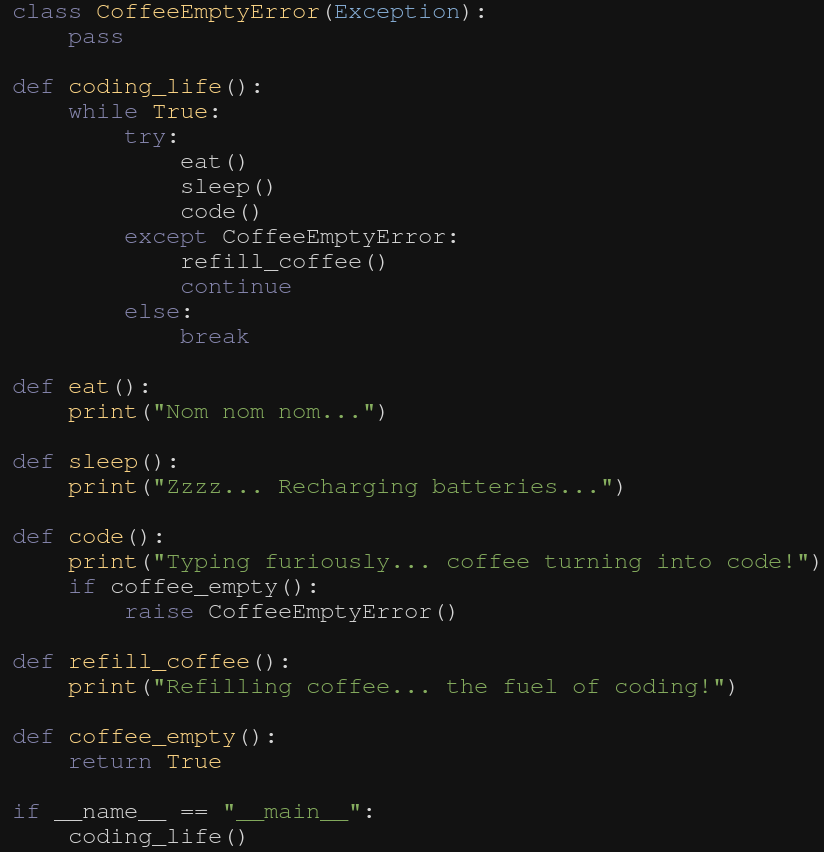 class CoffeeEmptyError(Exception):
    pass

def coding_life():
    while True:
        try:
            eat()
            sleep()
            code()
        except CoffeeEmptyError:
            refill_coffee()
            continue
        else:
            break

def eat():
    print("Nom nom nom...")

def sleep():
    print("Zzzz... Recharging batteries...")

def code():
    print("Typing furiously... coffee turning into code!")
    if coffee_empty():
        raise CoffeeEmptyError()

def refill_coffee():
    print("Refilling coffee... the fuel of coding!")

def coffee_empty():
    return True

if __name__ == "__main__":
    coding_life()